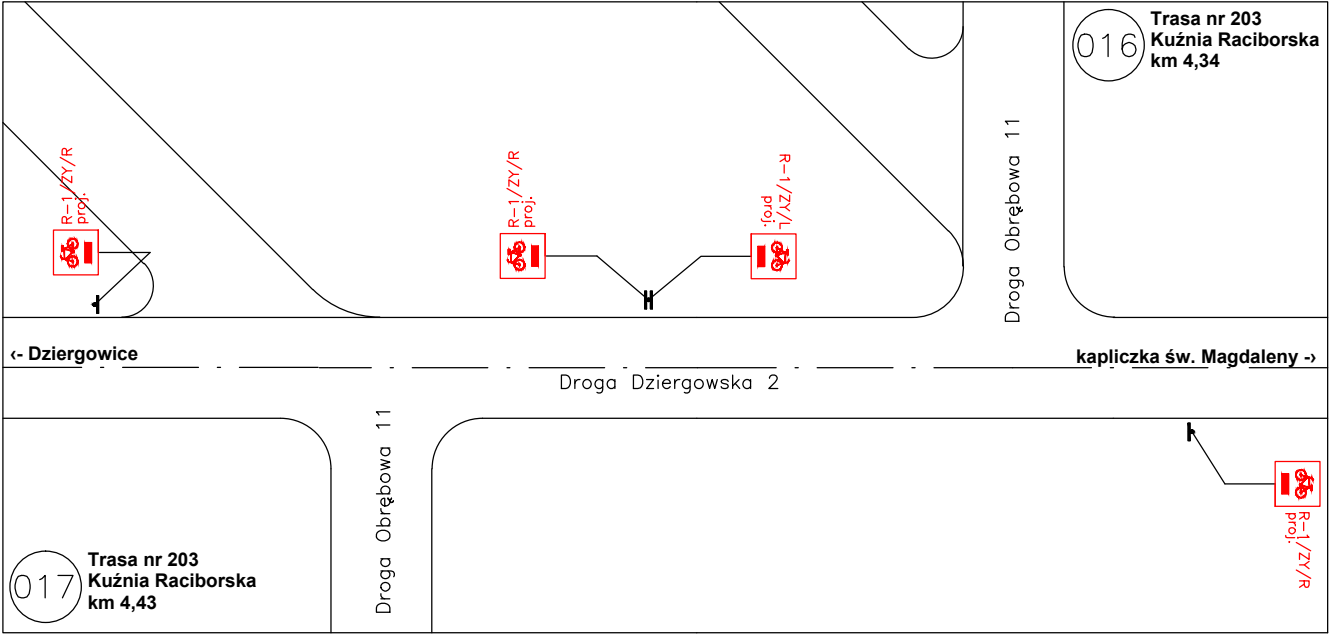 016
Trasa nr 203
Kuźnia Raciborska
km 4,34
Droga Obrębowa 11
R-1/ZY/R
proj.
R-1/ZY/R
proj.
R-1/ZY/L
proj.
‹- Dziergowice
kapliczka św. Magdaleny -›
Droga Dziergowska 2
Droga Obrębowa 11
R-1/ZY/R
proj.
017
Trasa nr 203
Kuźnia Raciborska
km 4,43